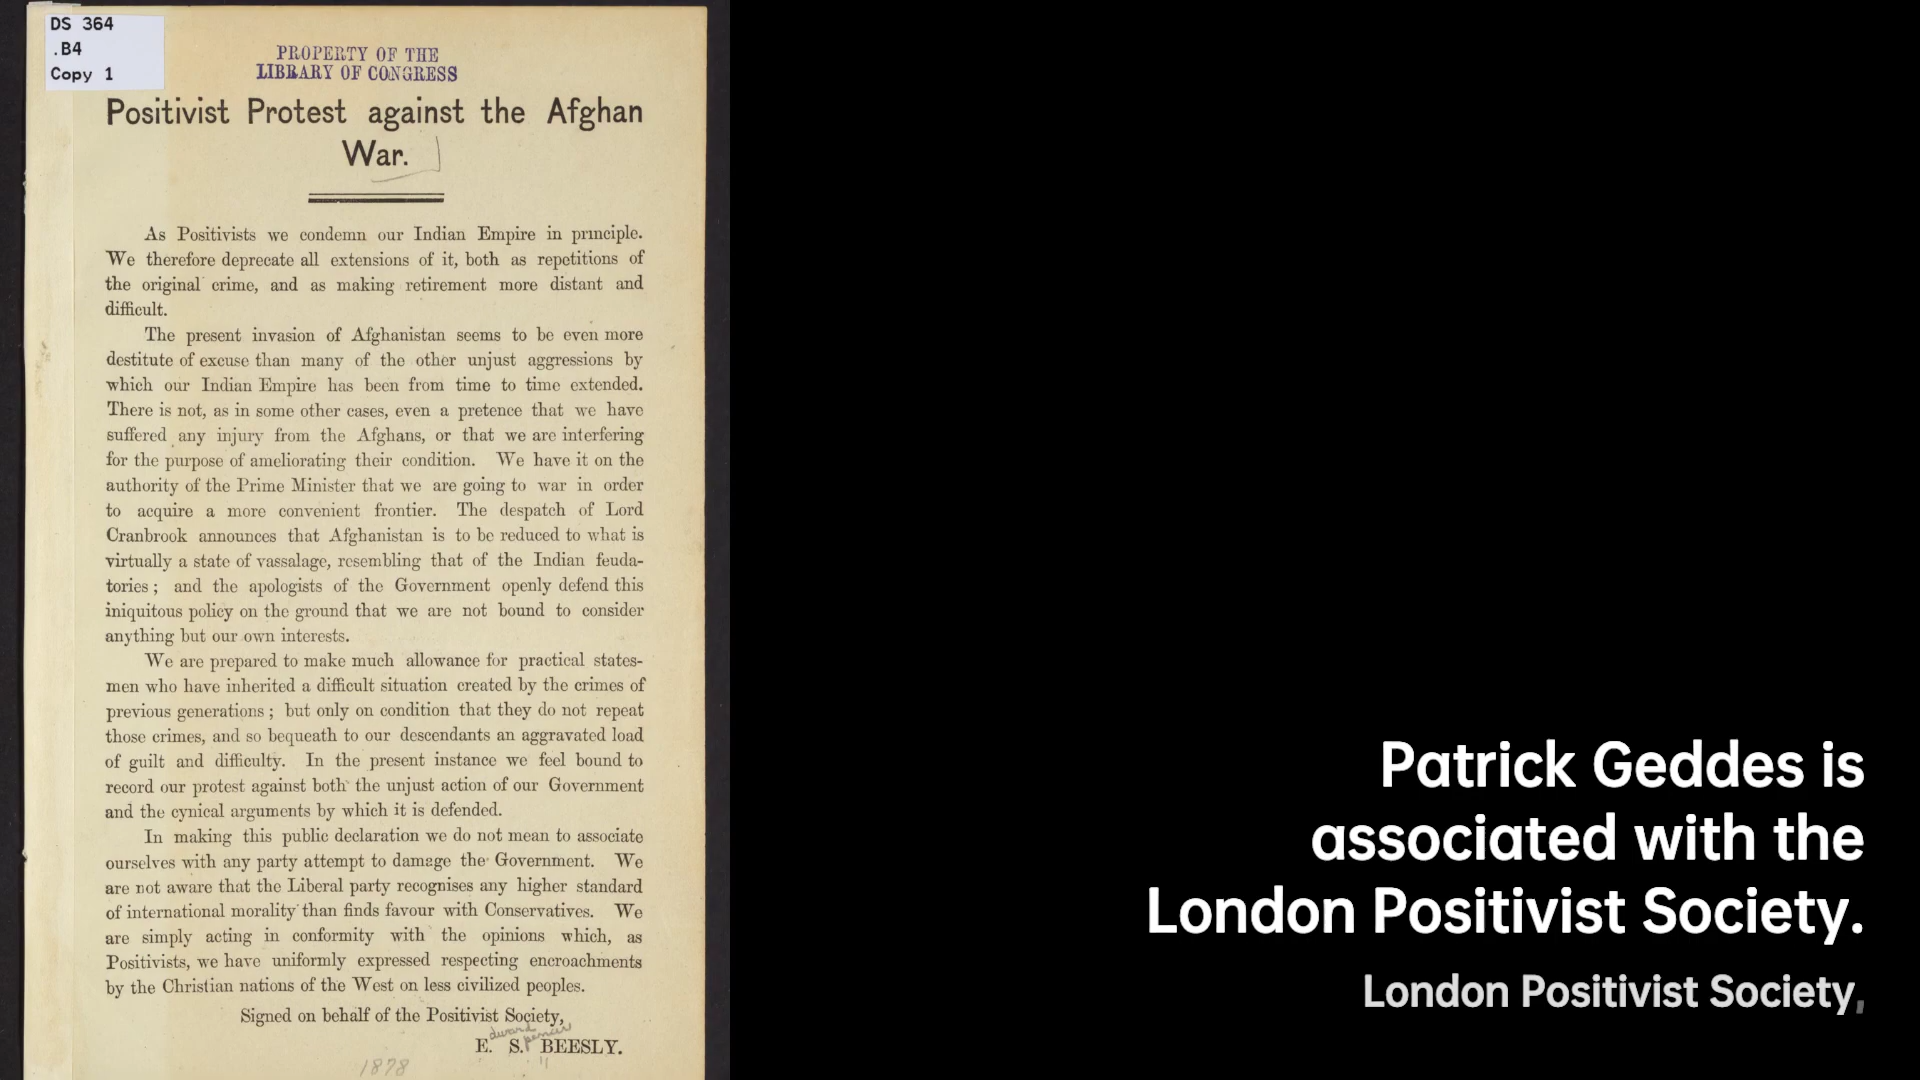 DS 364
.B4
Copy 1
PROPERTY OF THE
LIBRARY OF CONGRESS
Positivist Protest against the Afghan
War.
As Positivists we condemn our Indian Empire in principle.
We therefore deprecate all extensions of it, both as repetitions of
the original crime, and as making retirement more distant and
difficult.
The present invasion of Afghanistan seems to be even more
destitute of excuse than many of the other unjust aggressions by
which our Indian Empire has been from time to time extended.
There is not, as in some other cases, even a pretence that we have
suffered any injury from the Afghans, or that we are interfering
for the purpose of ameliorating their condition. We have it on the
authority of the Prime Minister that we are going to war in order
to acquire a more convenient frontier. The despatch of Lord
Cranbrook announces that Afghanistan is to be reduced to what is
virtually a state of vassalage, resembling that of the Indian feuda-
tories ; and the apologists of the Government openly defend this
iniquitous policy on the ground that we are not bound to consider
anything but our own interests.
We are prepared to make much allowance for practical states-
men who have inherited a difficult situation created by the crimes of
previous generations ; but only on condition that they do not repeat
those crimes, and so bequeath to our descendants an aggravated load
of guilt and difficulty. In the present instance we feel bound to
record our protest against both the unjust action of our Government
and the cynical arguments by which it is defended.
In making this public declaration we do not mean to associate
ourselves with any party attempt to damage the Government. We
are not aware that the Liberal party recognises any higher standard
of international morality than finds favour with Conservatives. We
are simply acting in conformity with the opinions which, as
Positivists, we have uniformly expressed respecting encroachments
by the Christian nations of the West on less civilized peoples.
Signed on behalf of the Positivist Society,
dward pencer
E. S. BEESLY.
1878
Patrick Geddes is
associated with the
London Positivist Society.
London Positivist Society,